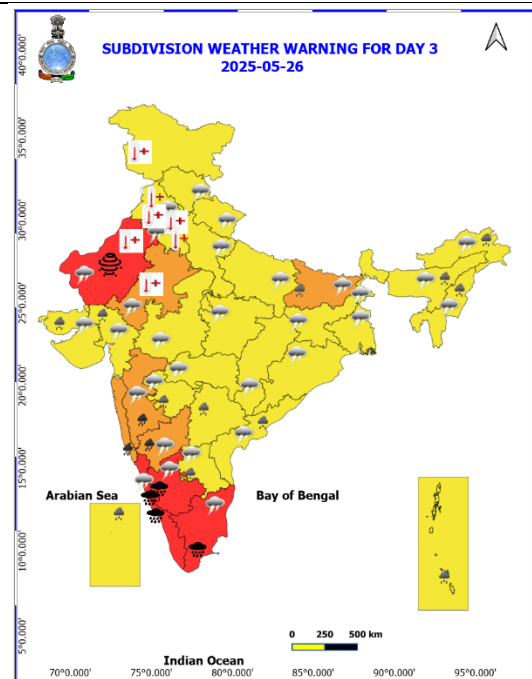 SUBDIVISION WEATHER WARNING FOR DAY 3
2025-05-26
40°0.000'
35°0.000'
30°0.000'
25°0.000'
20°0.000'
15°0.000'
10°0.000'
5°0.000'
Arabian Sea
Bay of Bengal
0 250 500 km
Indian Ocean
70°0.000' 75°0.000' 80°0.000' 85°0.000' 90°0.000' 95°0.000'